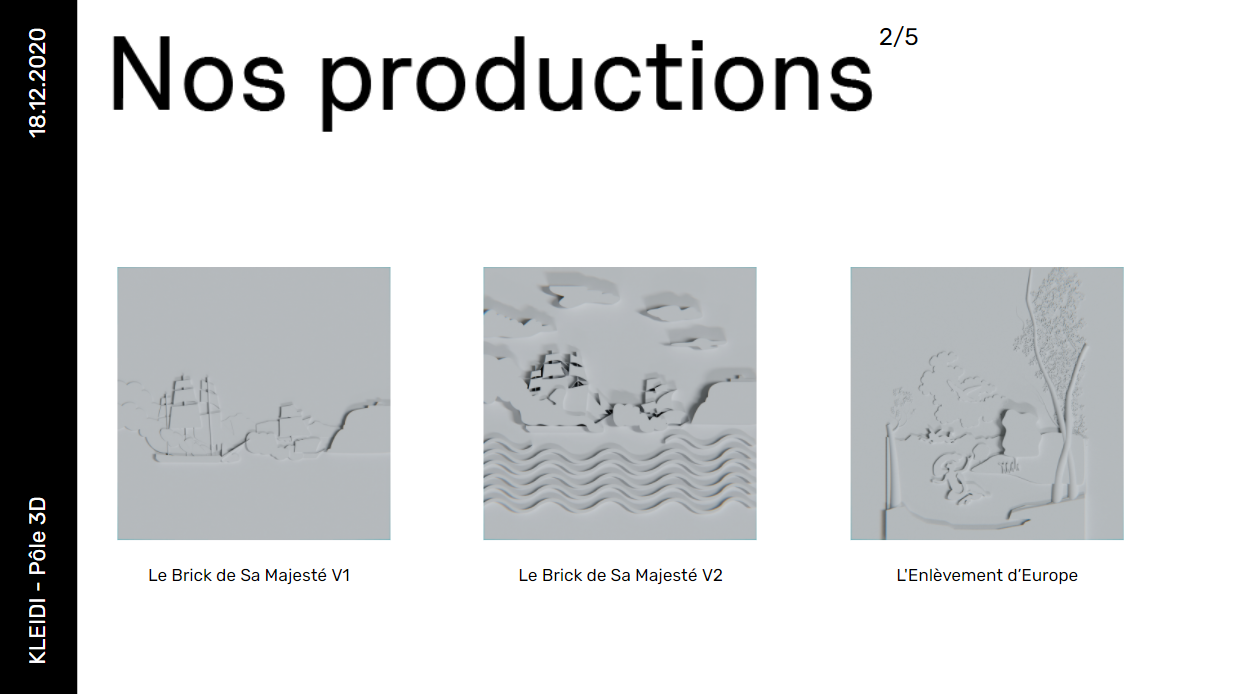 18.12.2020
KLEIDI - Pôle 3D
Nos productions
2/5
Le Brick de Sa Majesté V1
Le Brick de Sa Majesté V2
L'Enlèvement d’Europe